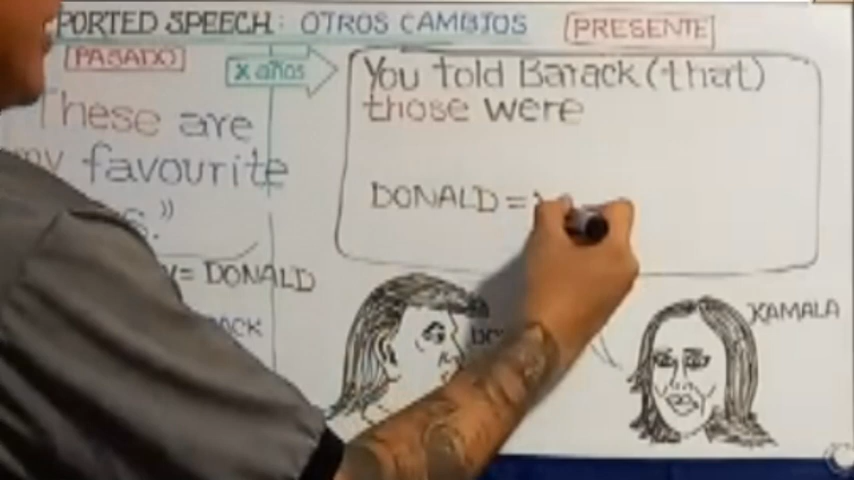 PORTED SPEECH: OTROS CAMBIOS PRESENTE
PASADO
x años
"These are
my favourite
s."
= DONALD
ACK
You told Barack (that)
those were
DONALD =
KAMALA